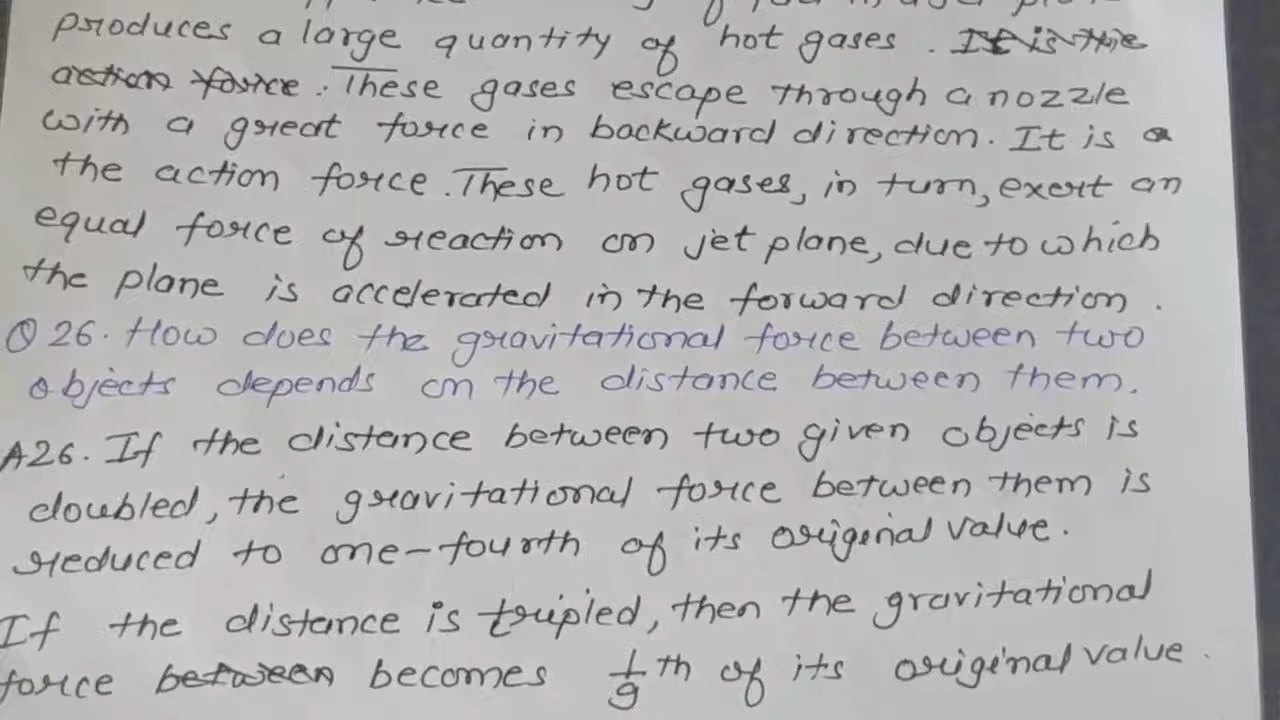 produces a large quantity of hot gases. It is the
action force. These gases escape through a nozzle
with a great force in backward direction. It is a
the action force. These hot gases, in turn, exert an
equal force of reaction on jet plane, due to which
the plane is accelerated in the forward direction.
Q 26. How does the gravitational force between two
objects depends on the distance between them.
A26. If the distance between two given objects is
doubled, the gravitational force between them is
reduced to one-fourth of its original value.
If the distance is tripled, then the gravitational
force between becomes 1/9 th of its original value.